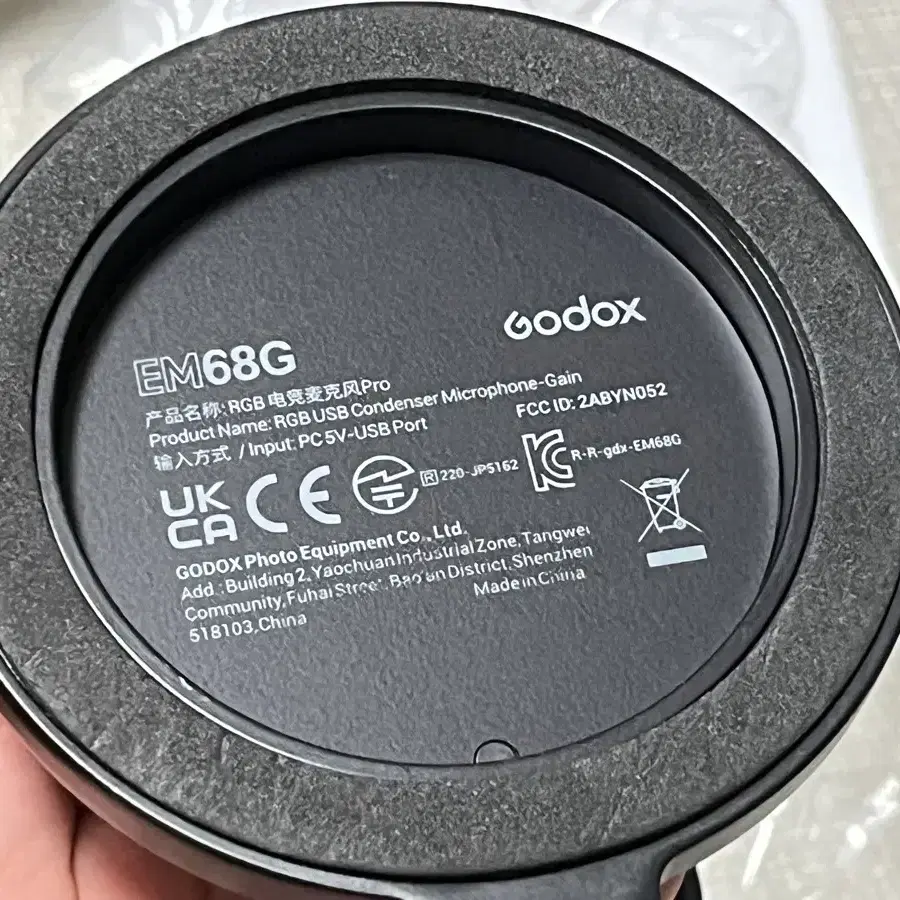 Godox
EM68G
产品名称: RGB 电竞麦克风Pro
Product Name: RGB USB Condenser Microphone-Gain
输入方式 / Input: PC 5V-USB Port
FCC ID: 2ABYN052
UK
CA
CE
R 220-JP5162
R-R-gdx-EM68G
GODOX Photo Equipment Co., Ltd.
Add.: Building 2, Yaochuan Industrial Zone, Tangwei
Community, Fuhai Street, Bao'an District, Shenzhen
518103, China
Made in China